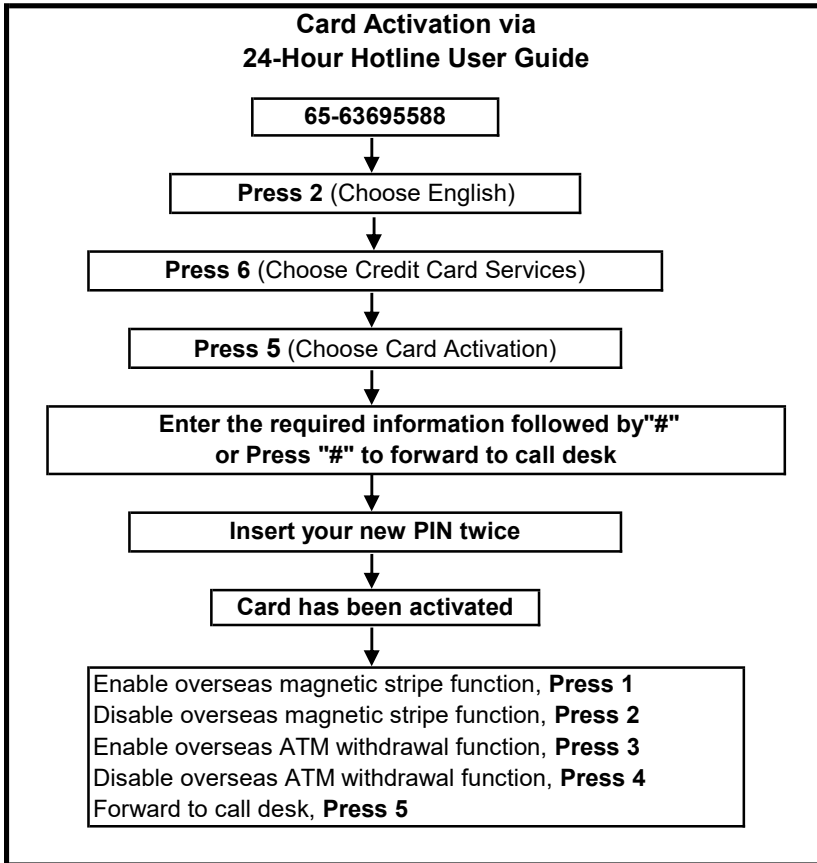 Card Activation via
24-Hour Hotline User Guide
65-63695588
Press 2 (Choose English)
Press 6 (Choose Credit Card Services)
Press 5 (Choose Card Activation)
Enter the required information followed by"#"
or Press "#" to forward to call desk
Insert your new PIN twice
Card has been activated
Enable overseas magnetic stripe function, Press 1
Disable overseas magnetic stripe function, Press 2
Enable overseas ATM withdrawal function, Press 3
Disable overseas ATM withdrawal function, Press 4
Forward to call desk, Press 5